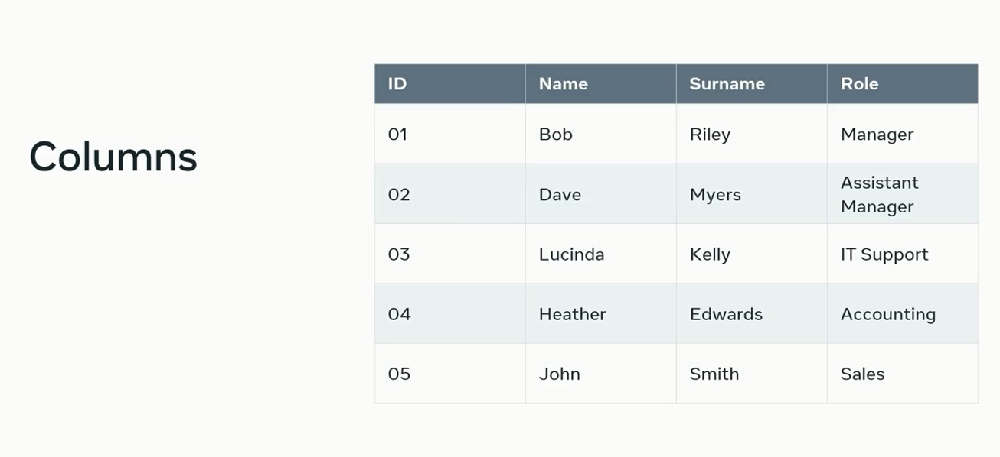 Columns
ID Name Surname Role
01 Bob Riley Manager
02 Dave Myers Assistant Manager
03 Lucinda Kelly IT Support
04 Heather Edwards Accounting
05 John Smith Sales